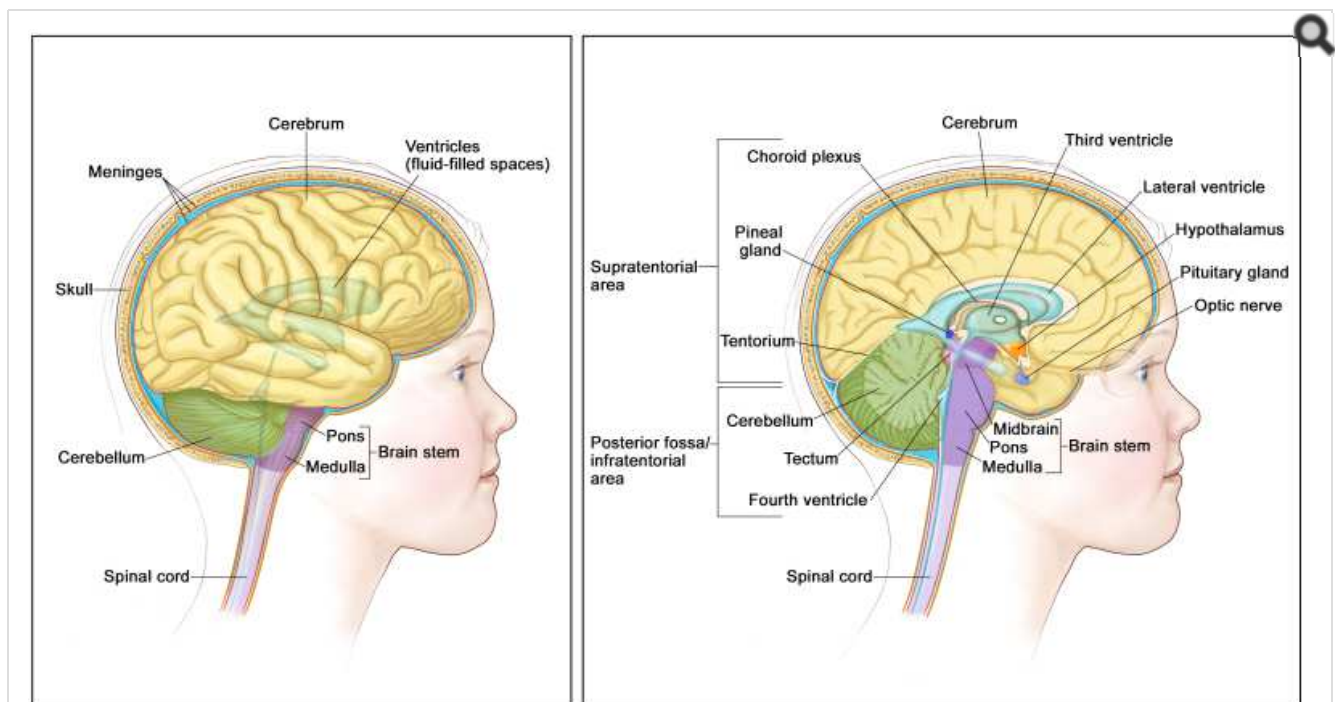 Cerebrum
Ventricles
(fluid-filled spaces)
Meninges
Skull
Pons
Medulla
Brain stem
Cerebellum
Spinal cord
Cerebrum
Third ventricle
Choroid plexus
Lateral ventricle
Hypothalamus
Pineal
gland
Pituitary gland
Supratentorial
area
Optic nerve
Tentorium
Cerebellum
Midbrain
Pons
Medulla
Brain stem
Posterior fossa/
infratentorial
area
Tectum
Fourth ventricle
Spinal cord